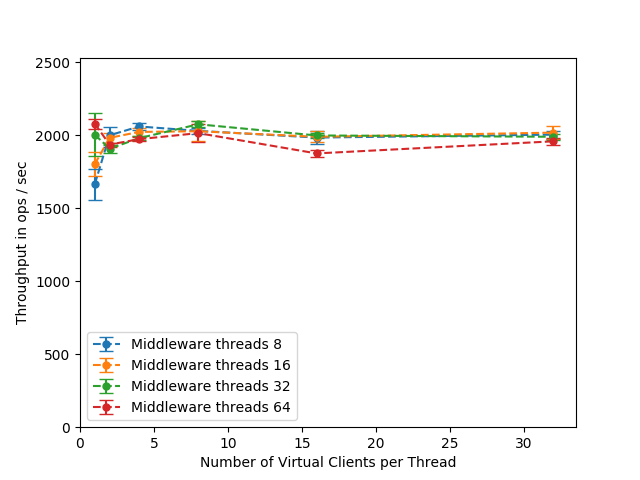 2500
2000
1500
1000
500
0
Throughput in ops / sec
Middleware threads 8
Middleware threads 16
Middleware threads 32
Middleware threads 64
0 5 10 15 20 25 30
Number of Virtual Clients per Thread